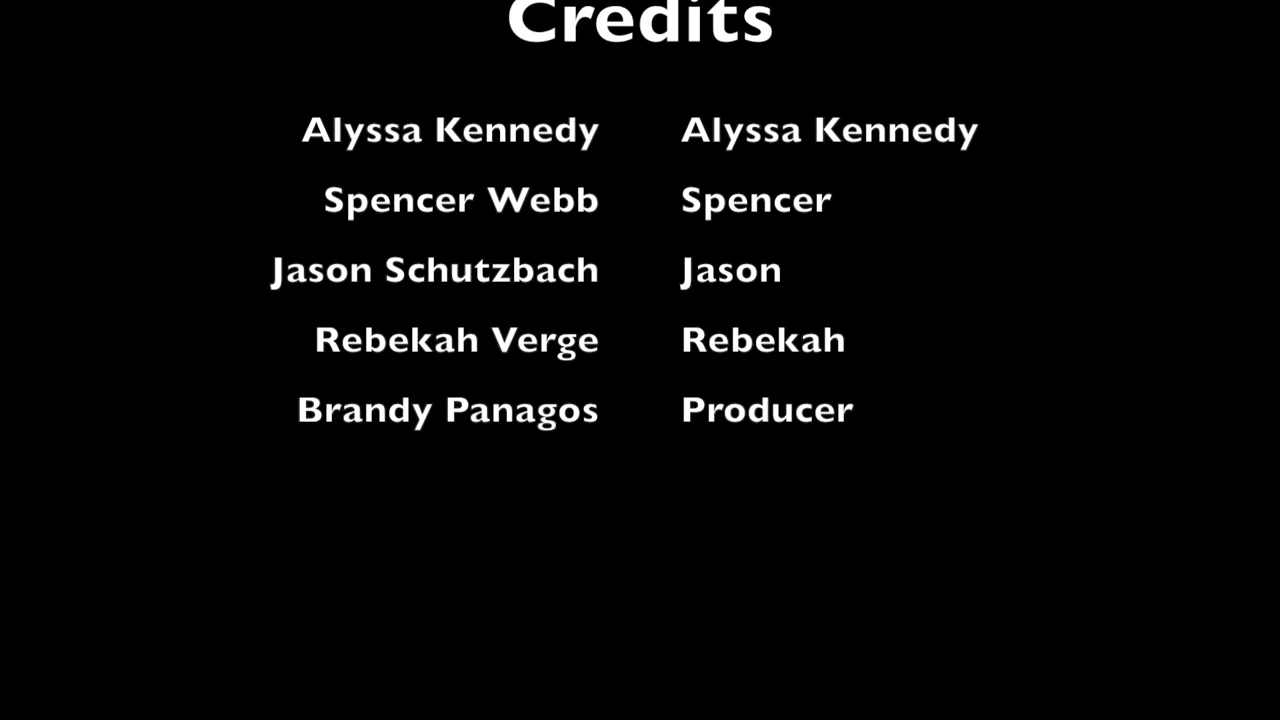 Credits
Alyssa Kennedy Alyssa Kennedy
Spencer Webb Spencer
Jason Schutzbach Jason
Rebekah Verge Rebekah
Brandy Panagos Producer